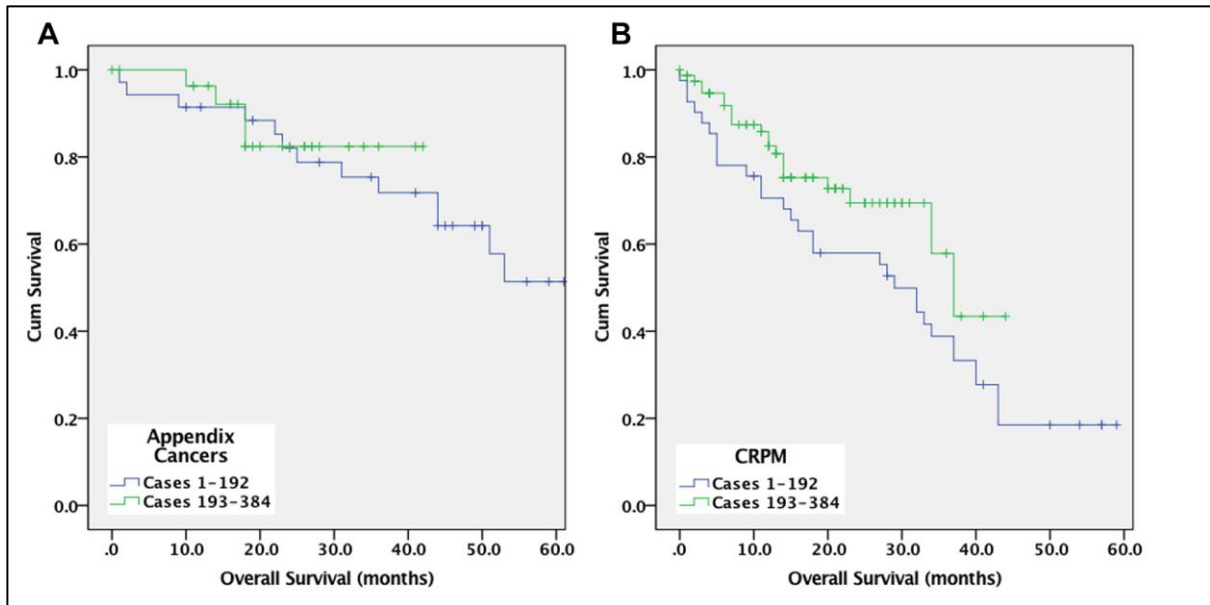 A
1.0
0.8
0.6
0.4
0.2
0.0
Cum Survival
Appendix
Cancers
Cases 1-192
Cases 193-384
.0 10.0 20.0 30.0 40.0 50.0 60.0
Overall Survival (months)
B
1.0
0.8
0.6
0.4
0.2
0.0
Cum Survival
CRPM
Cases 1-192
Cases 193-384
.0 10.0 20.0 30.0 40.0 50.0 60.0
Overall Survival (months)